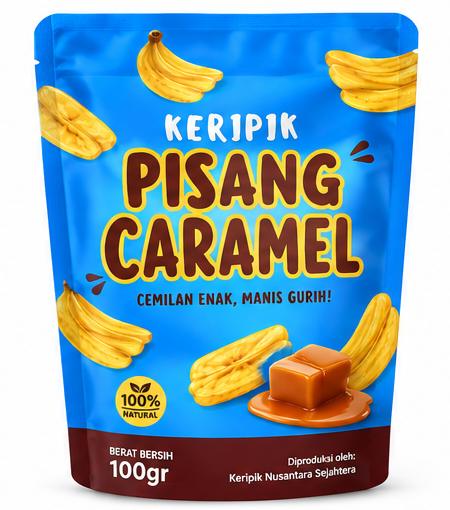 KERIPIK
PISANG
CARAMEL
CEMILAN ENAK, MANIS GURIH!
100%
NATURAL
BERAT BERSIH
100gr
Diproduksi oleh:
Keripik Nusantara Sejahtera